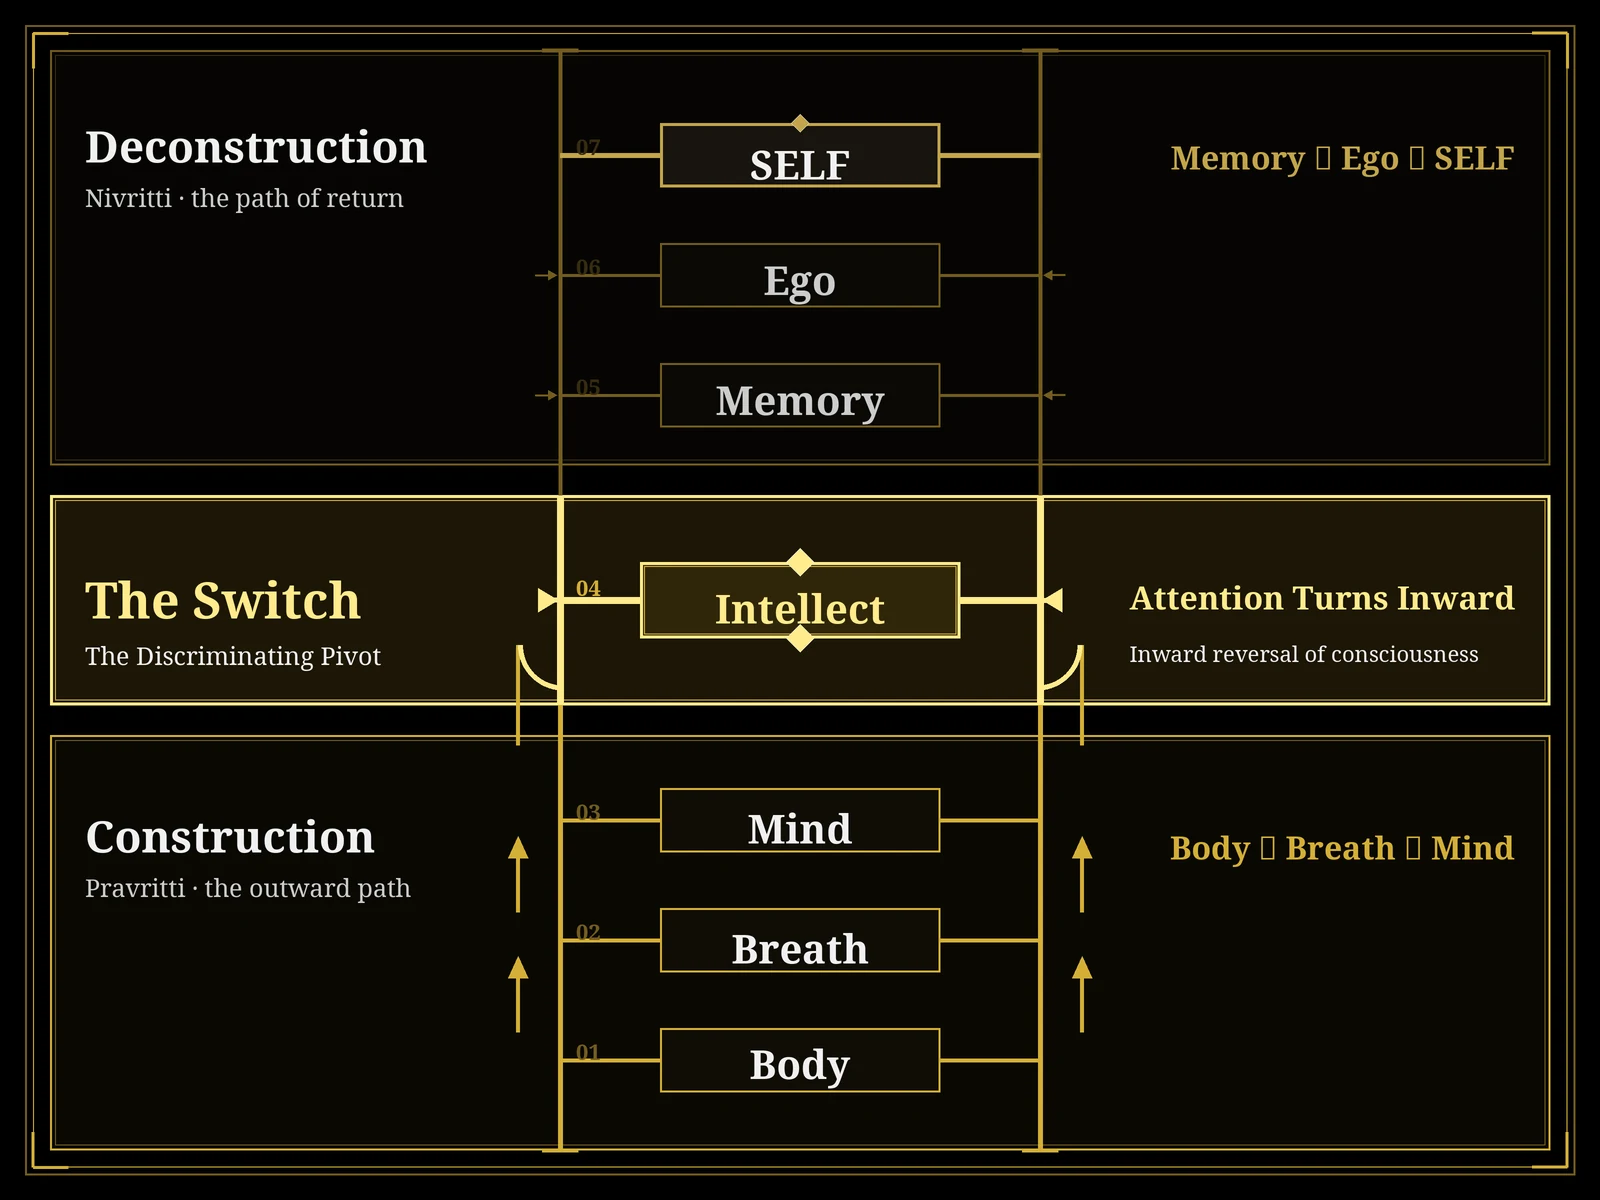 Deconstruction
Nivritti · the path of return
07
SELF
Memory ▯ Ego ▯ SELF
06
Ego
05
Memory
The Switch
The Discriminating Pivot
04
Intellect
Attention Turns Inward
Inward reversal of consciousness
03
Mind
Construction
Pravritti · the outward path
Body ▯ Breath ▯ Mind
02
Breath
01
Body